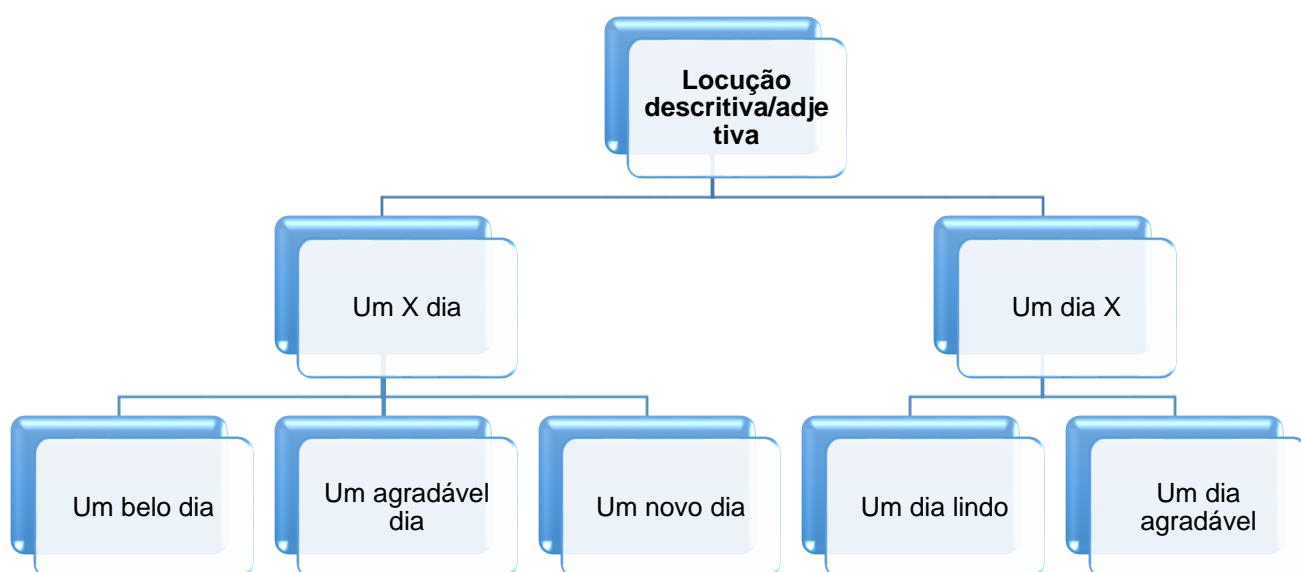 Locução
descritiva/adje
tiva
Um X dia
Um dia X
Um belo dia
Um agradável
dia
Um novo dia
Um dia lindo
Um dia
agradável